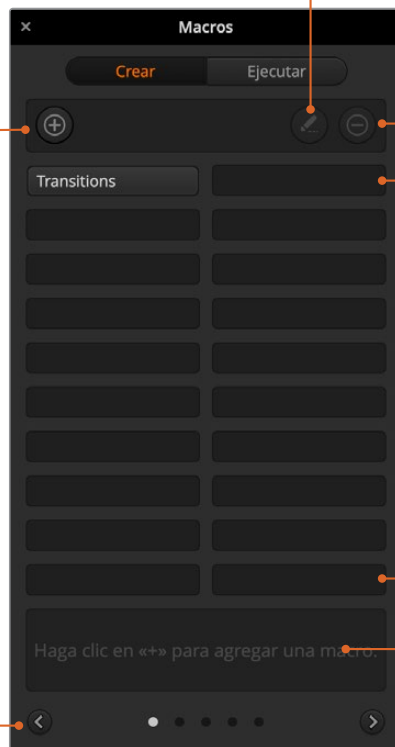 Macros
Crear
Ejecutar
Transitions
Haga clic en «+» para agregar una macro.